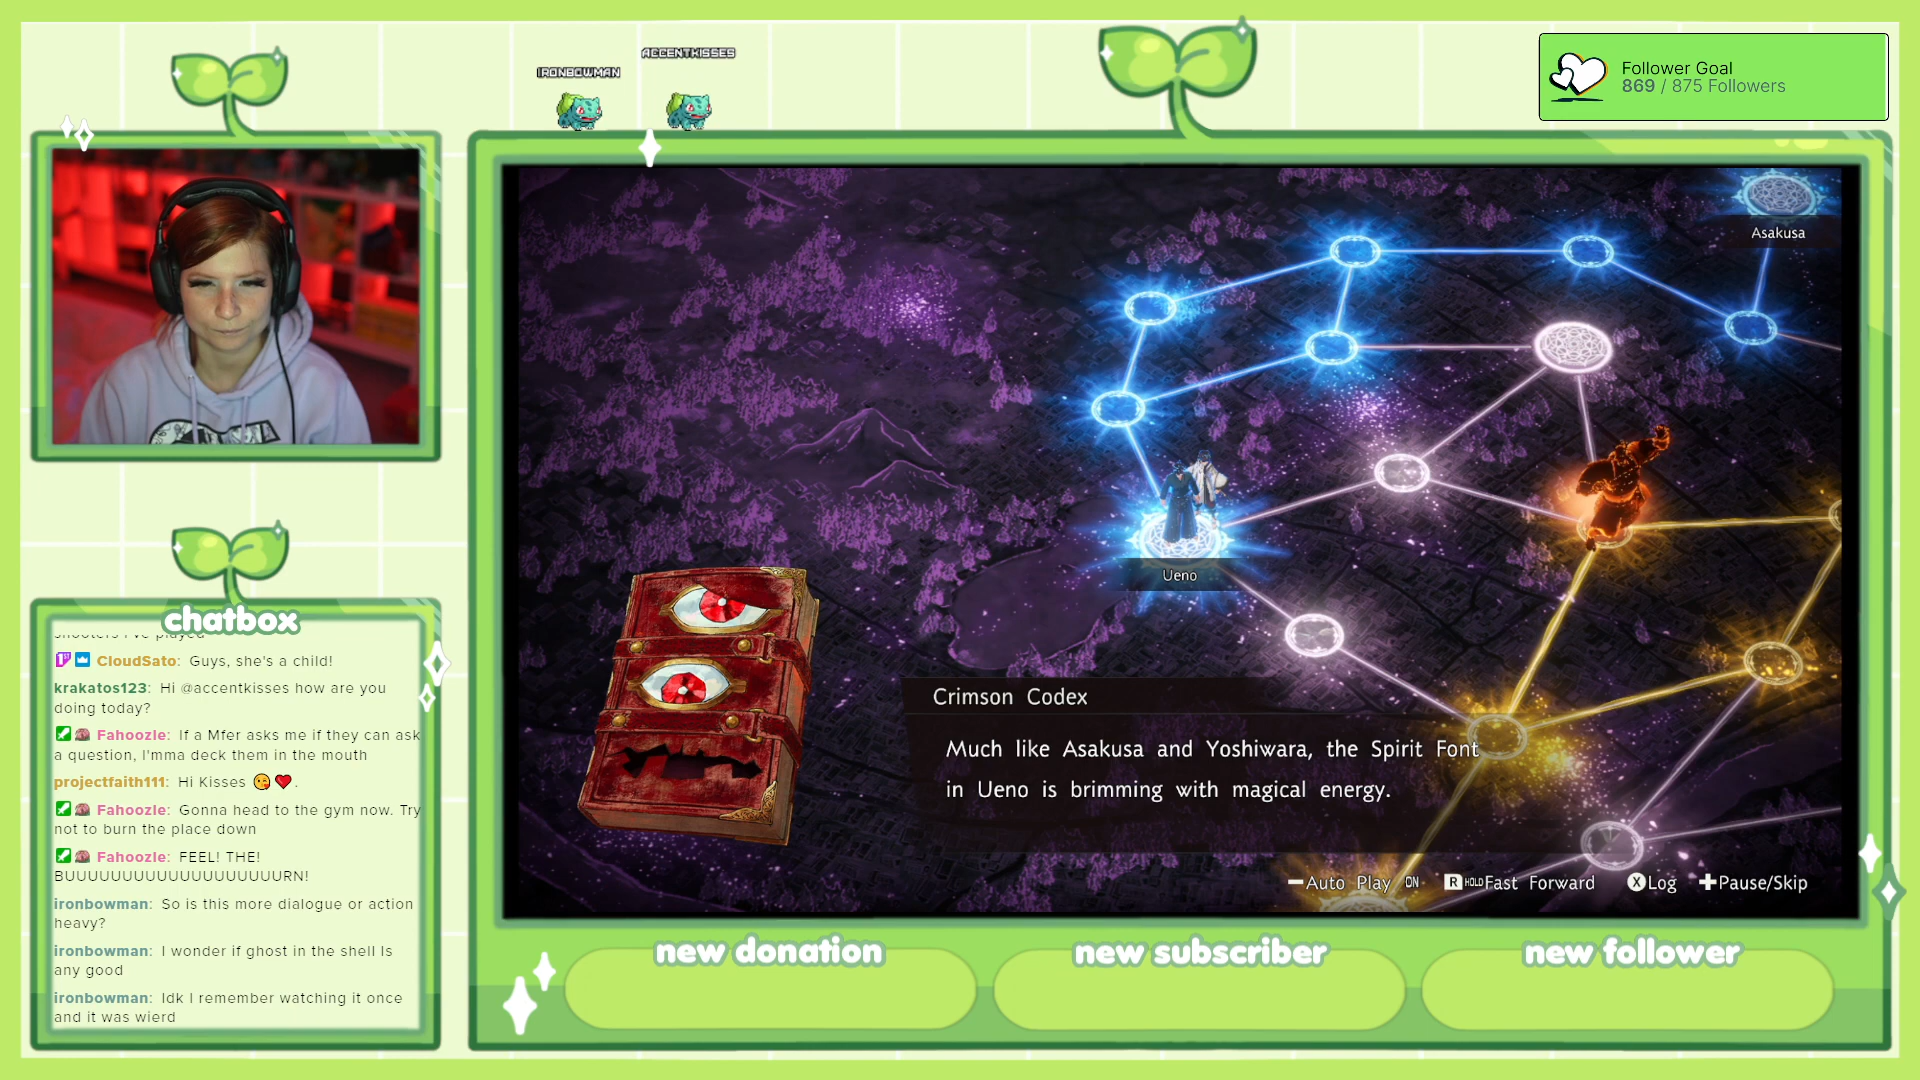 IRONBOWMAN
ACCENTKISSES
Follower Goal
869 / 875 Followers
Asakusa
Ueno
Crimson Codex
Much like Asakusa and Yoshiwara, the Spirit Font
in Ueno is brimming with magical energy.
Auto Play ON
R HOLD Fast Forward
X Log
Pause/Skip
chatbox
shooters I've played
CloudSato: Guys, she's a child!
krakatos123: Hi @accentkisses how are you
doing today?
Fahoozle: If a Mfer asks me if they can ask
a question, I'mma deck them in the mouth
projectfaith111: Hi Kisses 😘❤️.
Fahoozle: Gonna head to the gym now. Try
not to burn the place down
Fahoozle: FEEL! THE!
BUUUUUUUUUUUUUUUUUUURN!
ironbowman: So is this more dialogue or action
heavy?
ironbowman: I wonder if ghost in the shell Is
any good
ironbowman: Idk I remember watching it once
and it was wierd
new donation
new subscriber
new follower